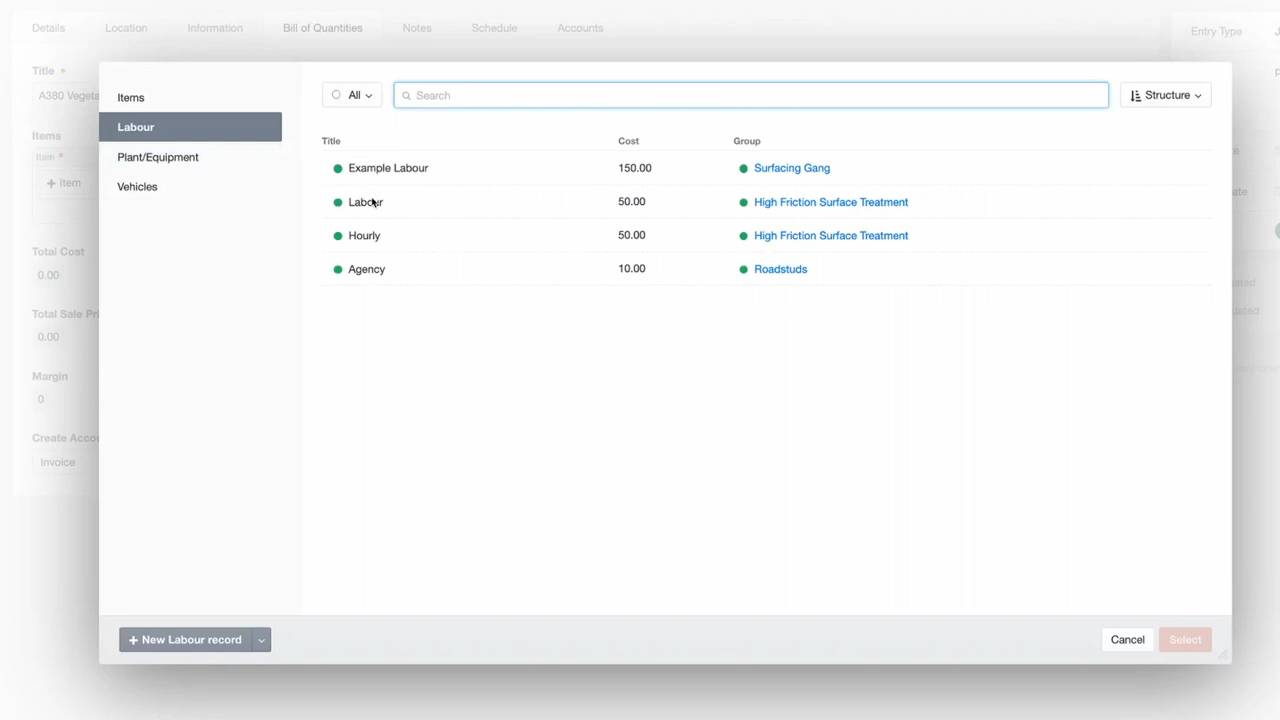 Details Location Information Bill of Quantities Notes Schedule Accounts
Entry Type
Title
A380 Vegeta
Items
Item *
+ Item
Total Cost
0.00
Total Sale Pri
0.00
Margin
0
Create Accou
Invoice
Items
Labour
Plant/Equipment
Vehicles
All Search Structure
Title Cost Group
Example Labour 150.00 Surfacing Gang
Labour 50.00 High Friction Surface Treatment
Hourly 50.00 High Friction Surface Treatment
Agency 10.00 Roadstuds
+ New Labour record
Cancel Select